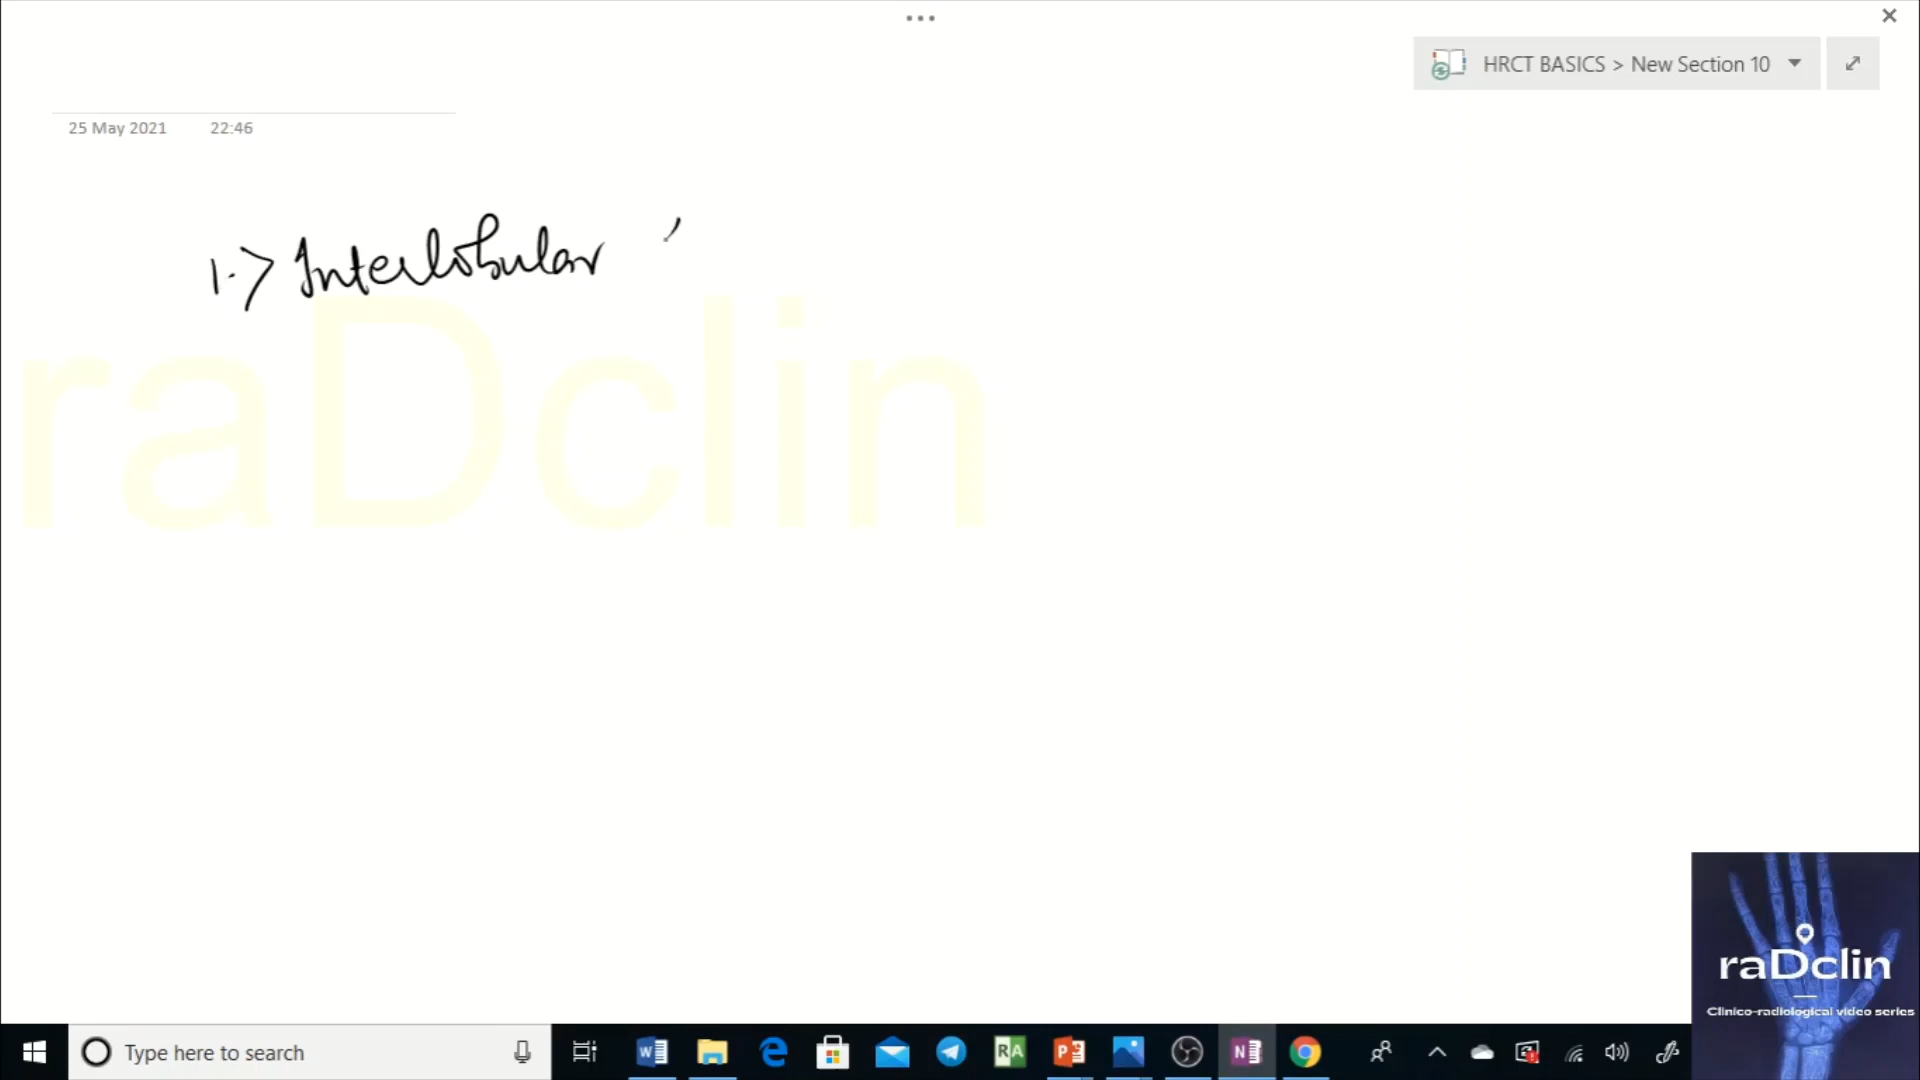 HRCT BASICS > New Section 10
25 May 2021 22:46
1.> Interlobular
raDclin
raDclin
Clinico-radiological video series
Type here to search